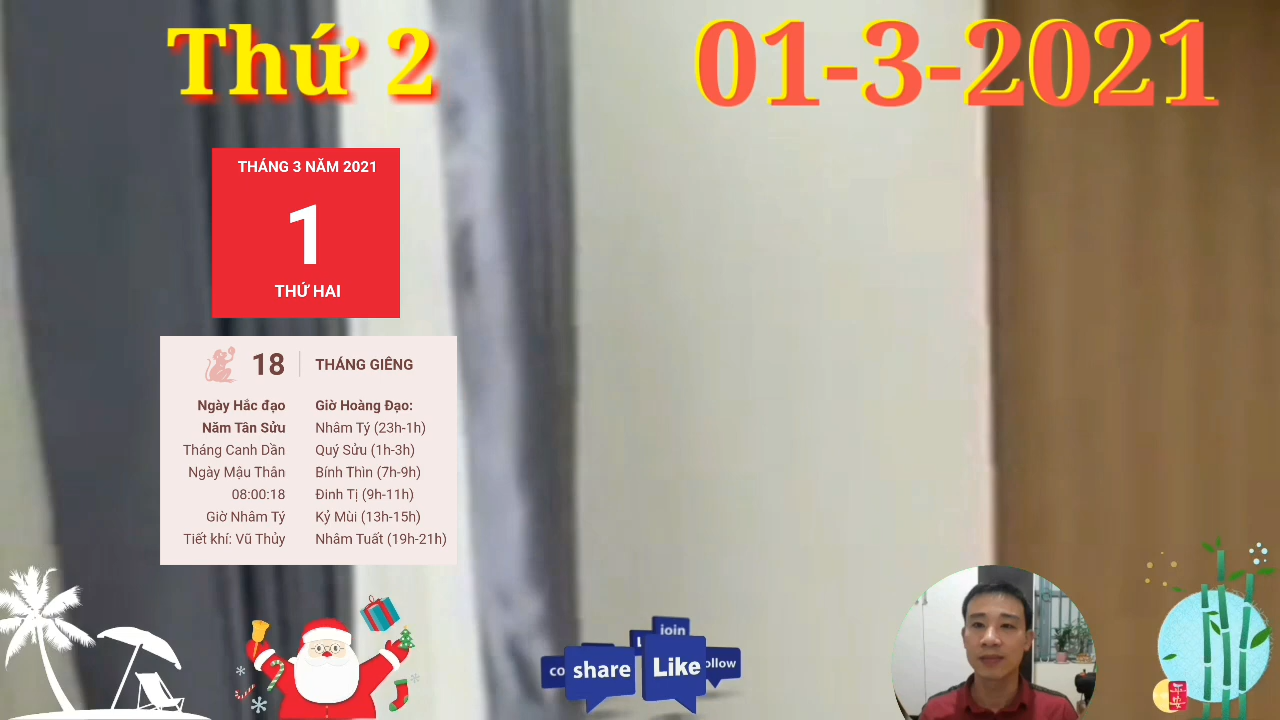 Thứ 2
01-3-2021
THÁNG 3 NĂM 2021
1
THỨ HAI
18
THÁNG GIÊNG
Ngày Hắc đạo
Giờ Hoàng Đạo:
Năm Tân Sửu
Nhâm Tý (23h-1h)
Tháng Canh Dần
Quý Sửu (1h-3h)
Ngày Mậu Thân
Bính Thìn (7h-9h)
08:00:18
Đinh Tị (9h-11h)
Giờ Nhâm Tý
Kỷ Mùi (13h-15h)
Tiết khí: Vũ Thủy
Nhâm Tuất (19h-21h)
join
co
share
Like
ollow